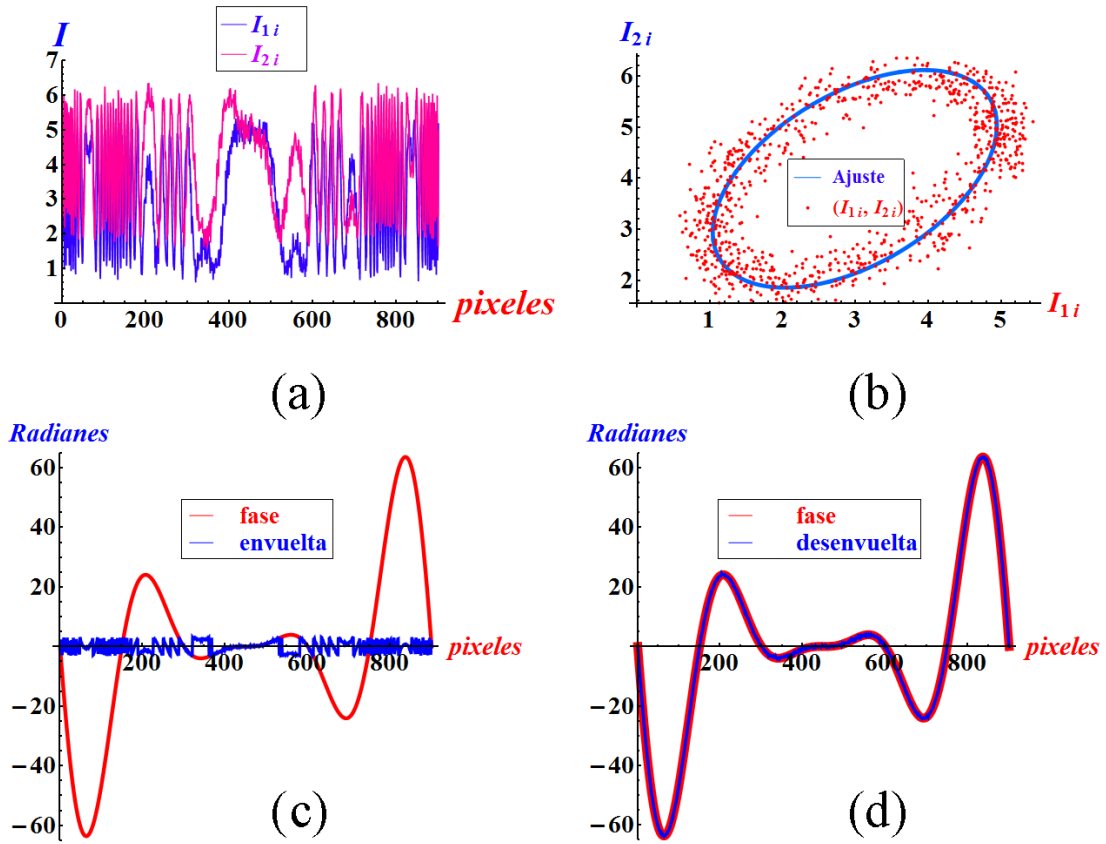 I
I1 i
I2 i
7
6
5
4
3
2
1
0 200 400 600 800
pixeles
(a)
I2 i
6
5
4
3
2
Ajuste
(I1 i, I2 i)
1 2 3 4 5
I1 i
(b)
Radianes
60
40
20
0
−20
−40
−60
fase
envuelta
200 400 600 800
pixeles
(c)
Radianes
60
40
20
0
−20
−40
−60
fase
desenvuelta
200 400 600 800
pixeles
(d)